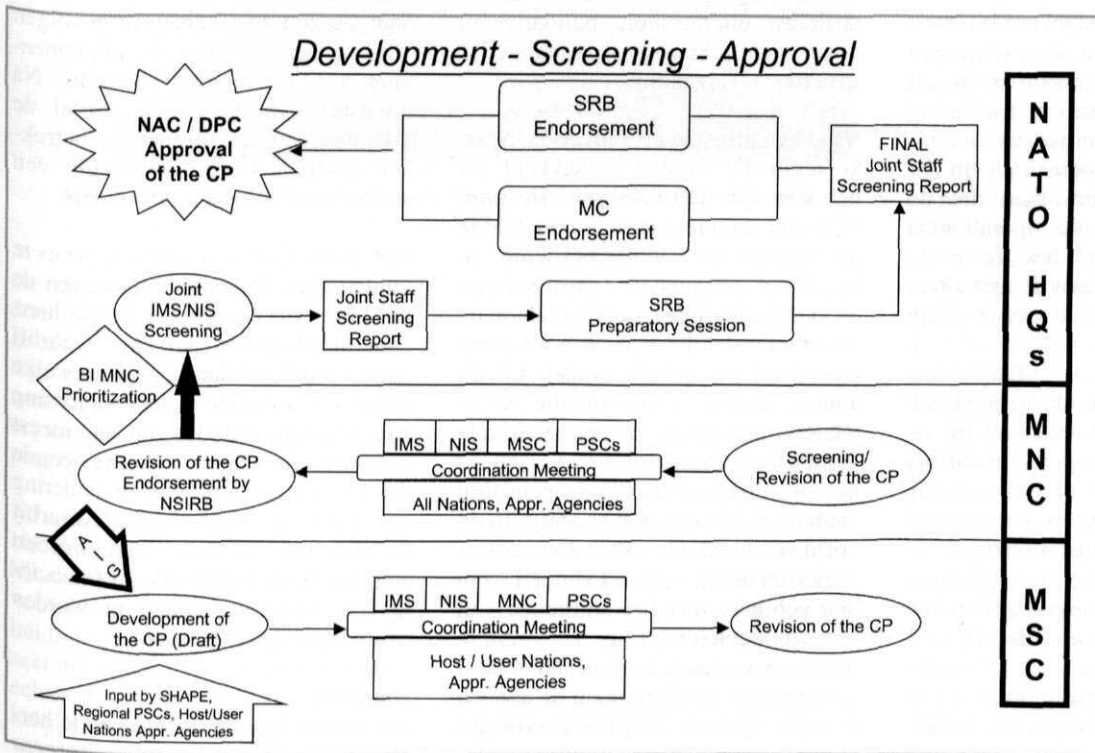 Development - Screening - Approval
NAC / DPC
Approval
of the CP
SRB
Endorsement
MC
Endorsement
FINAL
Joint Staff
Screening Report
NATO HQs
Joint
IMS/NIS
Screening
Joint Staff
Screening
Report
SRB
Preparatory Session
BI MNC
Prioritization
Revision of the CP
Endorsement by
NSIRB
IMS NIS MSC PSCs
Coordination Meeting
All Nations, Appr. Agencies
Screening/
Revision of the CP
MNC
A G
Development of
the CP (Draft)
IMS NIS MNC PSCs
Coordination Meeting
Host / User Nations,
Appr. Agencies
Revision of the CP
MSC
Input by SHAPE,
Regional PSCs, Host/User
Nations Appr. Agencies